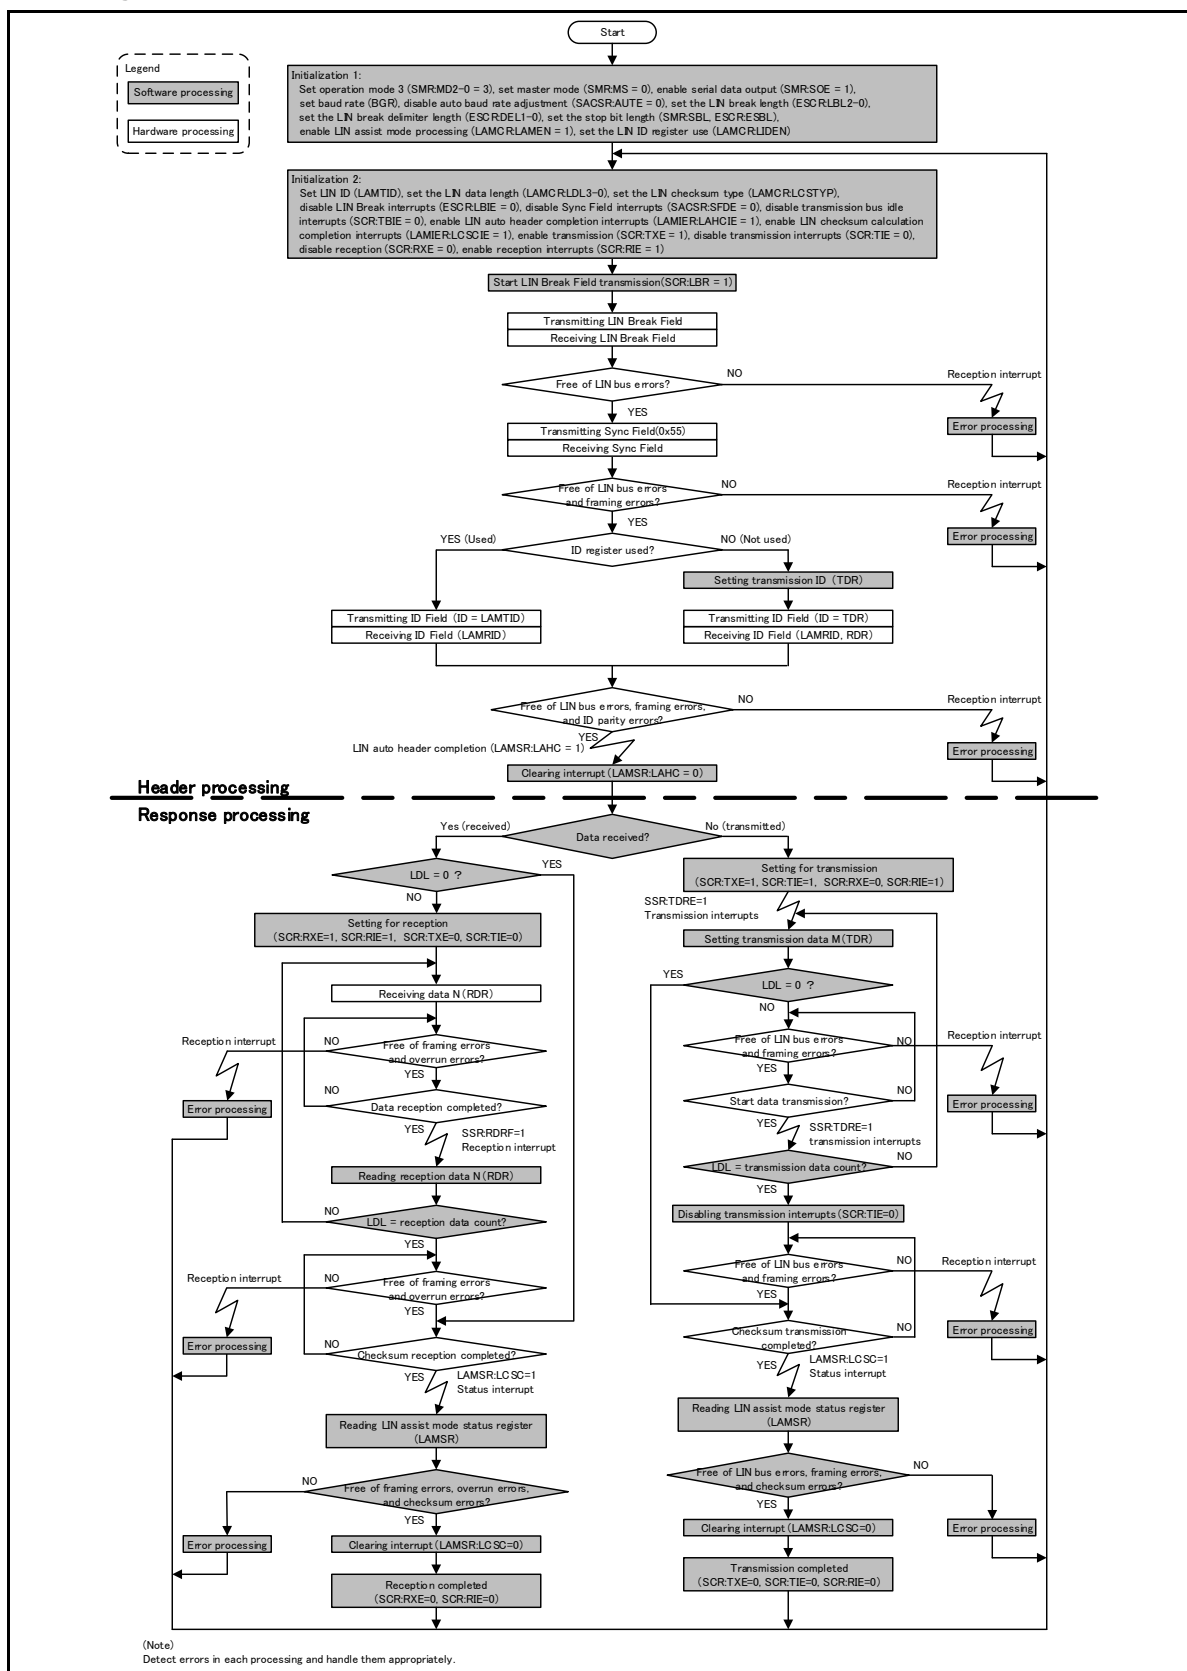 Start
Legend
Software processing
Hardware processing
Initialization 1:
Set operation mode 3 (SMR:MD2-0 = 3), set master mode (SMR:MS = 0), enable serial data output (SMR:SOE = 1),
set baud rate (BGR), disable auto baud rate adjustment (SACSR:AUTE = 0), set the LIN break length (ESCR:LBL2-0),
set the LIN break delimiter length (ESCR:DEL1-0), set the stop bit length (SMR:SBL, ESCR:ESBL),
enable LIN assist mode processing (LAMCR:LAMEN = 1), set the LIN ID register use (LAMCR:LIDEN)
Initialization 2:
Set LIN ID (LAMTID), set the LIN data length (LAMCR:LDL3-0), set the LIN checksum type (LAMCR:LCSTYP),
disable LIN Break interrupts (ESCR:LBIE = 0), disable Sync Field interrupts (SACSR:SFDE = 0), disable transmission bus idle
interrupts (SCR:TBIE = 0), enable LIN auto header completion interrupts (LAMIER:LAHCIE = 1), enable LIN checksum calculation
completion interrupts (LAMIER:LCSCIE = 1), enable transmission (SCR:TXE = 1), disable transmission interrupts (SCR:TIE = 0),
disable reception (SCR:RXE = 0), enable reception interrupts (SCR:RIE = 1)
Start LIN Break Field transmission(SCR:LBR = 1)
Transmitting LIN Break Field
Receiving LIN Break Field
Free of LIN bus errors?
NO
Reception interrupt
YES
Error processing
Transmitting Sync Field(0x55)
Receiving Sync Field
Free of LIN bus errors
and framing errors?
NO
Reception interrupt
YES
Error processing
YES (Used)
ID register used?
NO (Not used)
Setting transmission ID (TDR)
Transmitting ID Field (ID = LAMTID)
Receiving ID Field (LAMRID)
Transmitting ID Field (ID = TDR)
Receiving ID Field (LAMRID, RDR)
Free of LIN bus errors, framing errors,
and ID parity errors?
NO
Reception interrupt
YES
LIN auto header completion (LAMSR:LAHC = 1)
Error processing
Clearing interrupt (LAMSR:LAHC = 0)
Header processing
Response processing
Yes (received)
Data received?
No (transmitted)
LDL = 0 ?
YES
NO
Setting for reception
(SCR:RXE=1, SCR:RIE=1, SCR:TXE=0, SCR:TIE=0)
Receiving data N(RDR)
Reception interrupt
NO
Free of framing errors
and overrun errors?
YES
NO
Error processing
Data reception completed?
YES
SSR:RDRF=1
Reception interrupt
Reading reception data N(RDR)
NO
LDL = reception data count?
YES
Reception interrupt
NO
Free of framing errors
and overrun errors?
YES
Error processing
NO
Checksum reception completed?
YES
LAMSR:LCSC=1
Status interrupt
Reading LIN assist mode status register
(LAMSR)
NO
Free of framing errors, overrun errors,
and checksum errors?
YES
Error processing
Clearing interrupt(LAMSR:LCSC=0)
Reception completed
(SCR:RXE=0, SCR:RIE=0)
Setting for transmission
(SCR:TXE=1, SCR:TIE=1, SCR:RXE=0, SCR:RIE=1)
SSR:TDRE=1
Transmission interrupts
Setting transmission data M(TDR)
YES
LDL = 0 ?
NO
Free of LIN bus errors
and framing errors?
NO
Reception interrupt
YES
Start data transmission?
NO
Error processing
YES
SSR:TDRE=1
transmission interrupts
LDL = transmission data count?
NO
YES
Disabling transmission interrupts(SCR:TIE=0)
Free of LIN bus errors
and framing errors?
NO
Reception interrupt
YES
Checksum transmission
completed?
NO
Error processing
YES
LAMSR:LCSC=1
Status interrupt
Reading LIN assist mode status register
(LAMSR)
Free of LIN bus errors, framing errors,
and checksum errors?
NO
YES
Clearing interrupt(LAMSR:LCSC=0)
Error processing
Transmission completed
(SCR:TXE=0, SCR:TIE=0, SCR:RIE=0)
(Note)
Detect errors in each processing and handle them appropriately.